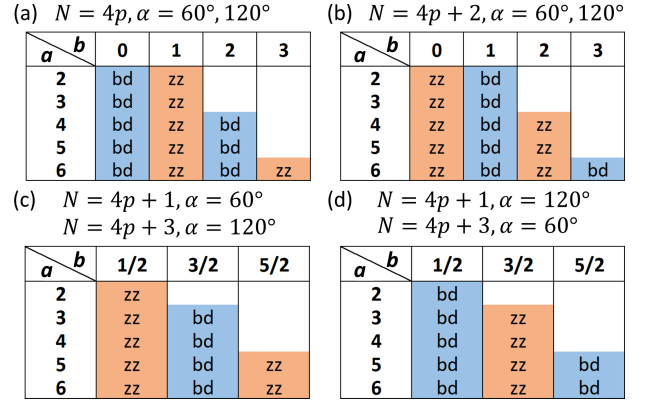 (a) N = 4p, α = 60°, 120°
a b 0 1 2 3
2 bd zz
3 bd zz
4 bd zz bd
5 bd zz bd
6 bd zz bd zz
(b) N = 4p + 2, α = 60°, 120°
a b 0 1 2 3
2 zz bd
3 zz bd
4 zz bd zz
5 zz bd zz
6 zz bd zz bd
(c) N = 4p + 1, α = 60°
N = 4p + 3, α = 120°
a b 1/2 3/2 5/2
2 zz
3 zz bd
4 zz bd
5 zz bd zz
6 zz bd zz
(d) N = 4p + 1, α = 120°
N = 4p + 3, α = 60°
a b 1/2 3/2 5/2
2 bd
3 bd zz
4 bd zz
5 bd zz bd
6 bd zz bd